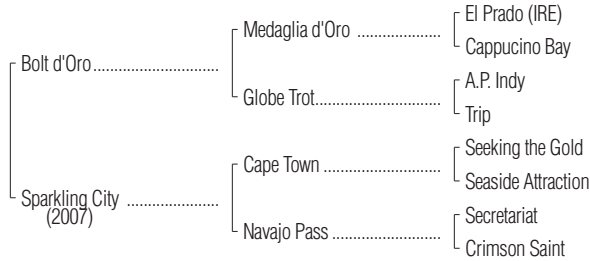 El Prado (IRE)
Medaglia d'Oro ....................
Cappucino Bay
Bolt d'Oro..............................
A.P. Indy
Globe Trot..............................
Trip
Seeking the Gold
Cape Town ............................
Seaside Attraction
Sparkling City ......................
(2007)
Secretariat
Navajo Pass ..........................
Crimson Saint